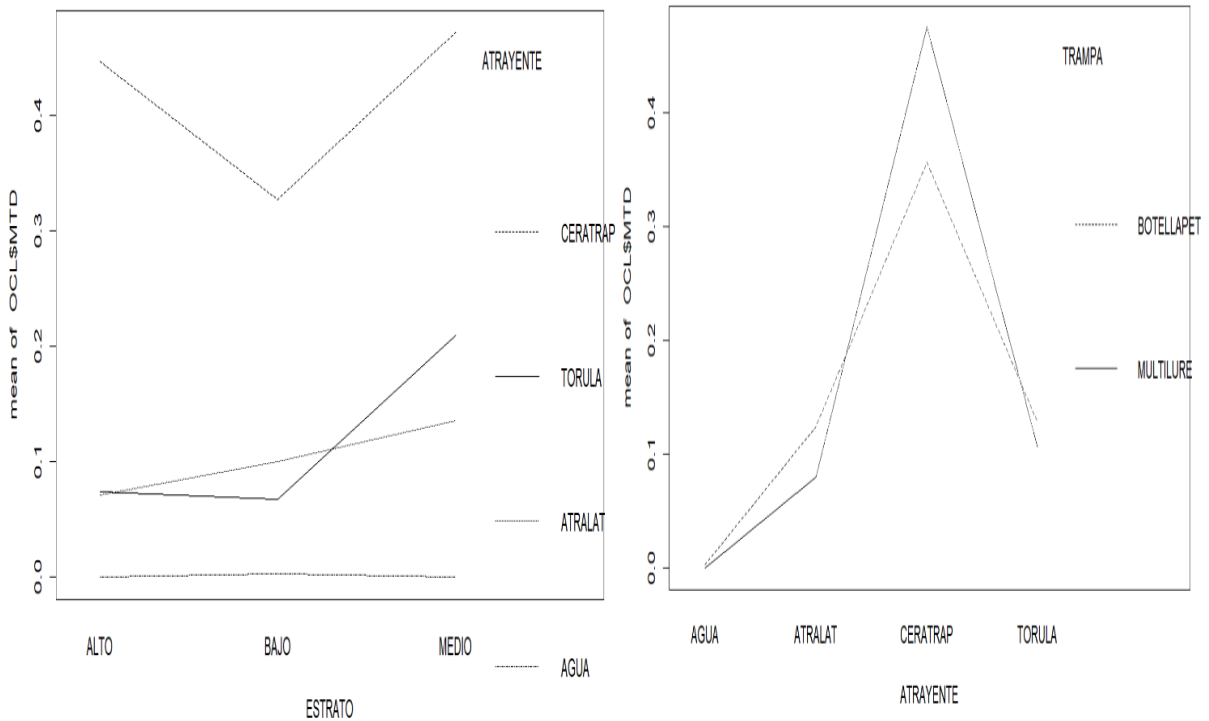 mean of OCL$MTD
0.0
0.1
0.2
0.3
0.4
ATRAYENTE
CERATRAP
TORULA
ATRALAT
AGUA
ALTO
BAJO
MEDIO
ESTRATO
mean of OCL$MTD
0.0
0.1
0.2
0.3
0.4
TRAMPA
BOTELLAPET
MULTILURE
AGUA
ATRALAT
CERATRAP
TORULA
ATRAYENTE